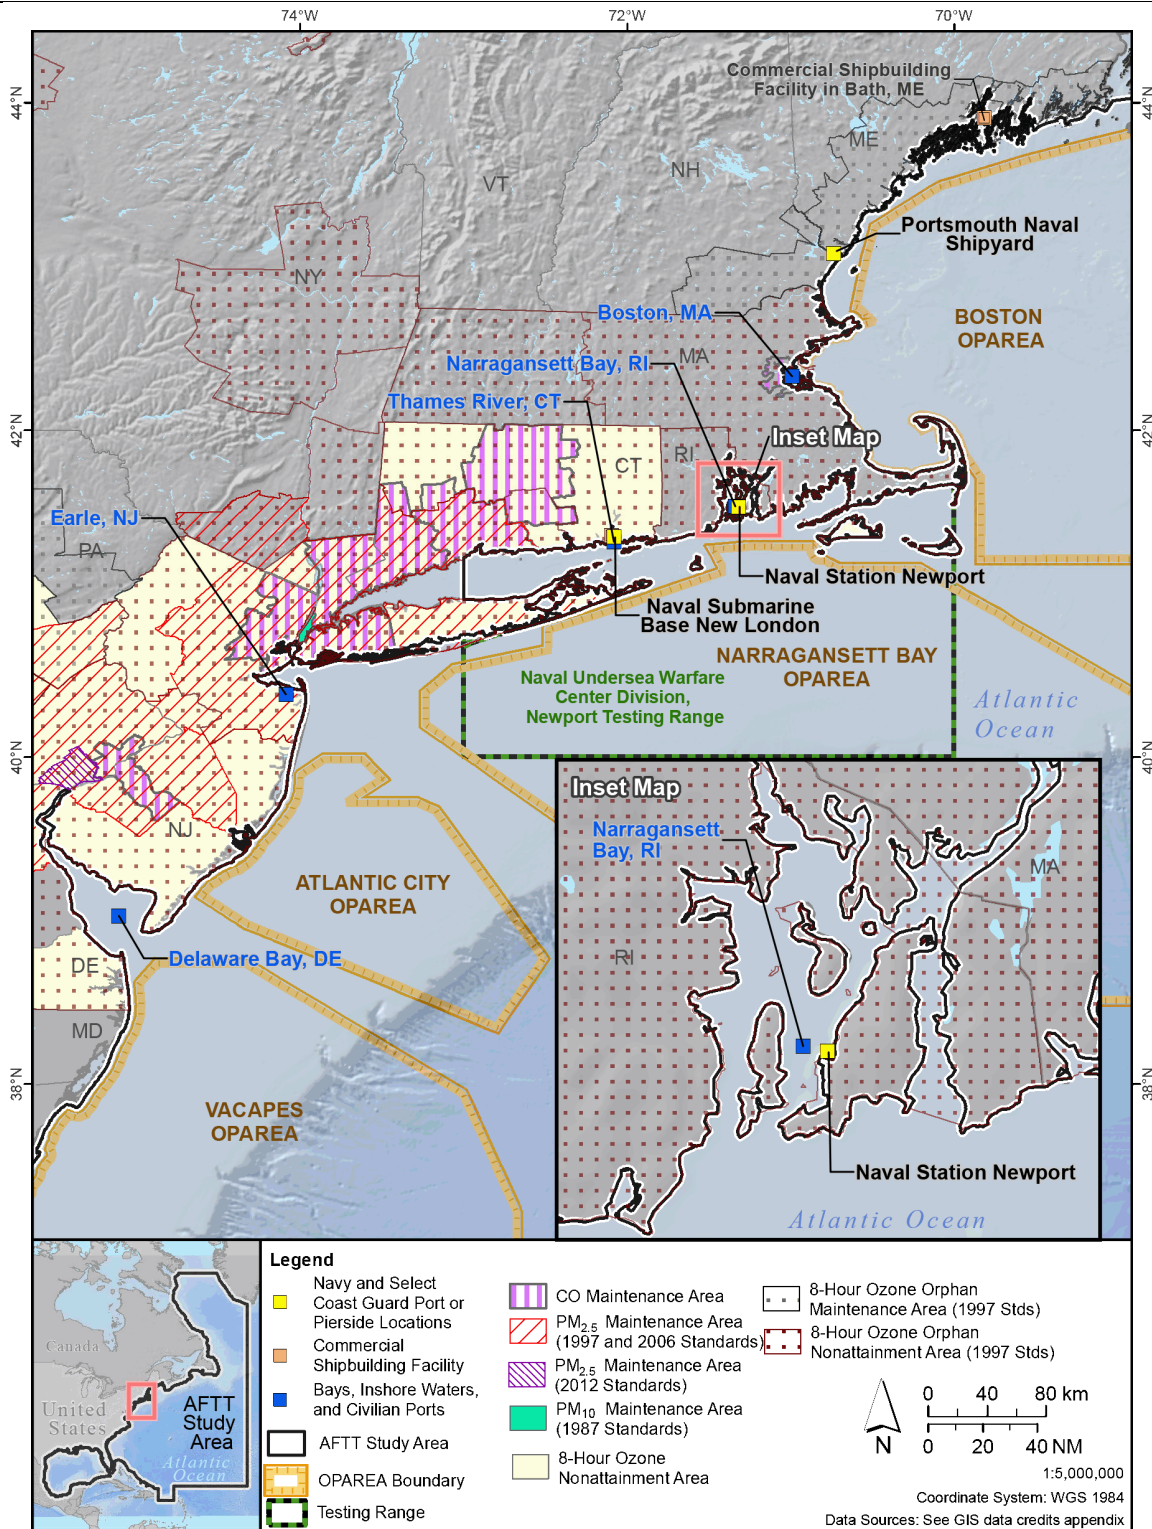 74°W
72°W
70°W
44°N
44°N
Commercial Shipbuilding
Facility in Bath, ME
ME
VT
NH
Portsmouth Naval
Shipyard
NY
Boston, MA
BOSTON
OPAREA
MA
Narragansett Bay, RI
Thames River, CT
42°N
42°N
Inset Map
RI
CT
Earle, NJ
PA
Naval Station Newport
Naval Submarine
Base New London
NARRAGANSETT BAY
OPAREA
Naval Undersea Warfare
Center Division,
Newport Testing Range
Atlantic
Ocean
40°N
40°N
NJ
ATLANTIC CITY
OPAREA
Delaware Bay, DE
DE
MD
38°N
38°N
VACAPES
OPAREA
Inset Map
Narragansett
Bay, RI
MA
RI
Naval Station Newport
Atlantic Ocean
Canada
United
States
AFTT
Study
Area
Atlantic
Ocean
Legend
Navy and Select
Coast Guard Port or
Pierside Locations
Commercial
Shipbuilding Facility
Bays, Inshore Waters,
and Civilian Ports
AFTT Study Area
OPAREA Boundary
Testing Range
CO Maintenance Area
PM2.5 Maintenance Area
(1997 and 2006 Standards)
PM2.5 Maintenance Area
(2012 Standards)
PM10 Maintenance Area
(1987 Standards)
8-Hour Ozone
Nonattainment Area
8-Hour Ozone Orphan
Maintenance Area (1997 Stds)
8-Hour Ozone Orphan
Nonattainment Area (1997 Stds)
N
0 40 80 km
0 20 40 NM
1:5,000,000
Coordinate System: WGS 1984
Data Sources: See GIS data credits appendix